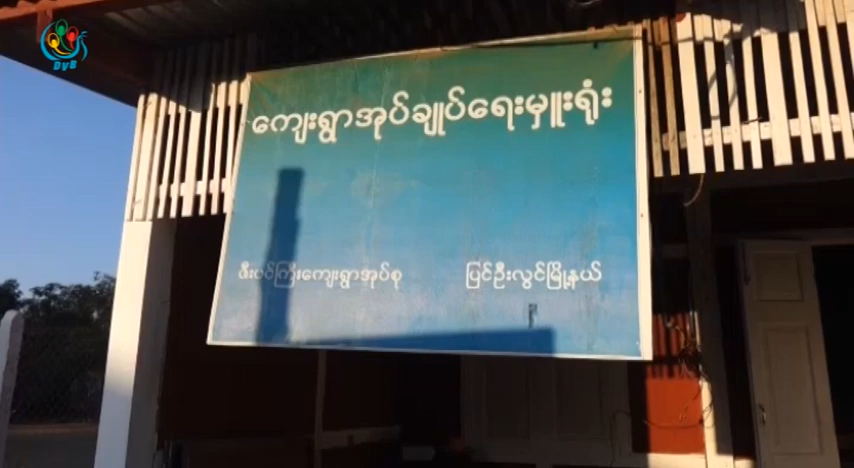 DVB
ကျေးရွာအုပ်ချုပ်ရေးမှူးရုံး
ဇီးပင်ကြီးကျေးရွာအုပ်စု ပြင်ဦးလွင်မြို့နယ်